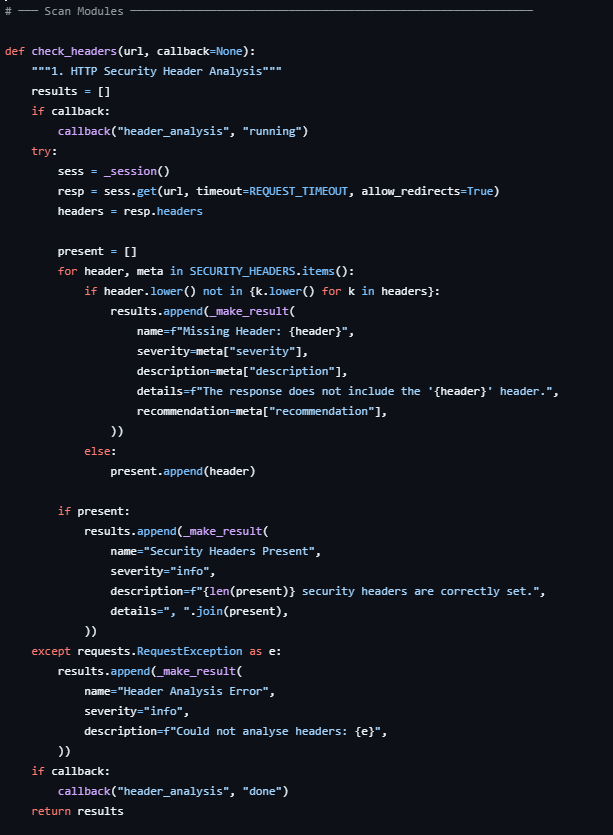 # ─── Scan Modules ──────────────────────────────────────────────────────────────

def check_headers(url, callback=None):
    """1. HTTP Security Header Analysis"""
    results = []
    if callback:
        callback("header_analysis", "running")
    try:
        sess = _session()
        resp = sess.get(url, timeout=REQUEST_TIMEOUT, allow_redirects=True)
        headers = resp.headers

        present = []
        for header, meta in SECURITY_HEADERS.items():
            if header.lower() not in {k.lower() for k in headers}:
                results.append(_make_result(
                    name=f"Missing Header: {header}",
                    severity=meta["severity"],
                    description=meta["description"],
                    details=f"The response does not include the '{header}' header.",
                    recommendation=meta["recommendation"],
                ))
            else:
                present.append(header)

        if present:
            results.append(_make_result(
                name="Security Headers Present",
                severity="info",
                description=f"{len(present)} security headers are correctly set.",
                details=", ".join(present),
            ))
    except requests.RequestException as e:
        results.append(_make_result(
            name="Header Analysis Error",
            severity="info",
            description=f"Could not analyse headers: {e}",
        ))
    if callback:
        callback("header_analysis", "done")
    return results